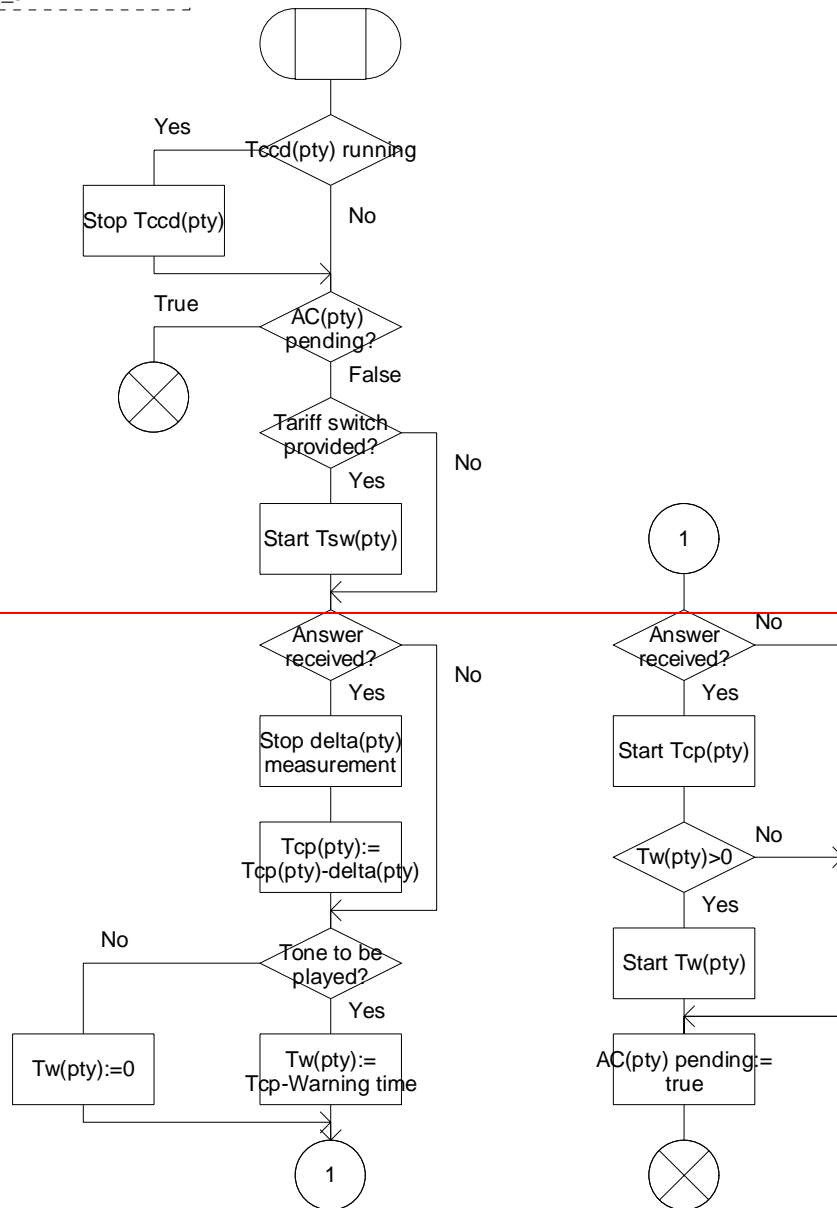 Yes
Tccd(pty) running
Stop Tccd(pty)
No
True
AC(pty)
pending?
False
Tariff switch
provided?
No
Yes
Start Tsw(pty)
Answer
received?
No
Yes
Stop delta(pty)
measurement
Tcp(pty):=
Tcp(pty)-delta(pty)
No
Tone to be
played?
Yes
Tw(pty):=0
Tw(pty):=
Tcp-Warning time
1
1
No
Answer
received?
Yes
Start Tcp(pty)
No
Tw(pty)>0
Yes
Start Tw(pty)
AC(pty) pending:=
true